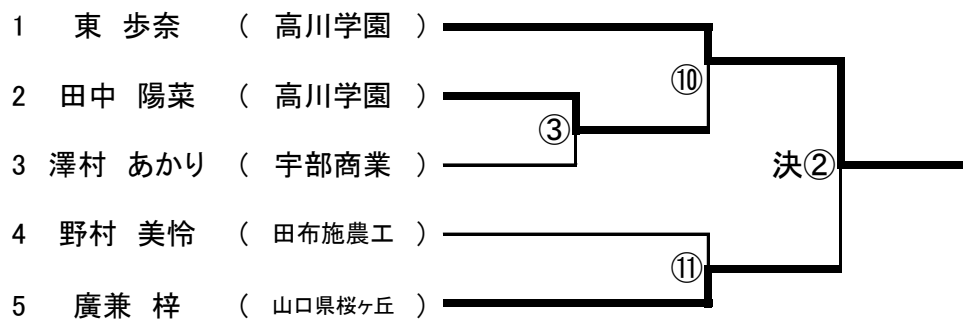 1 東 歩奈 ( 高川学園 )
⑩
2 田中 陽菜 ( 高川学園 )
③
3 澤村 あかり ( 宇部商業 )
決②
4 野村 美怜 ( 田布施農工 )
⑪
5 廣兼 梓 ( 山口県桜ヶ丘 )